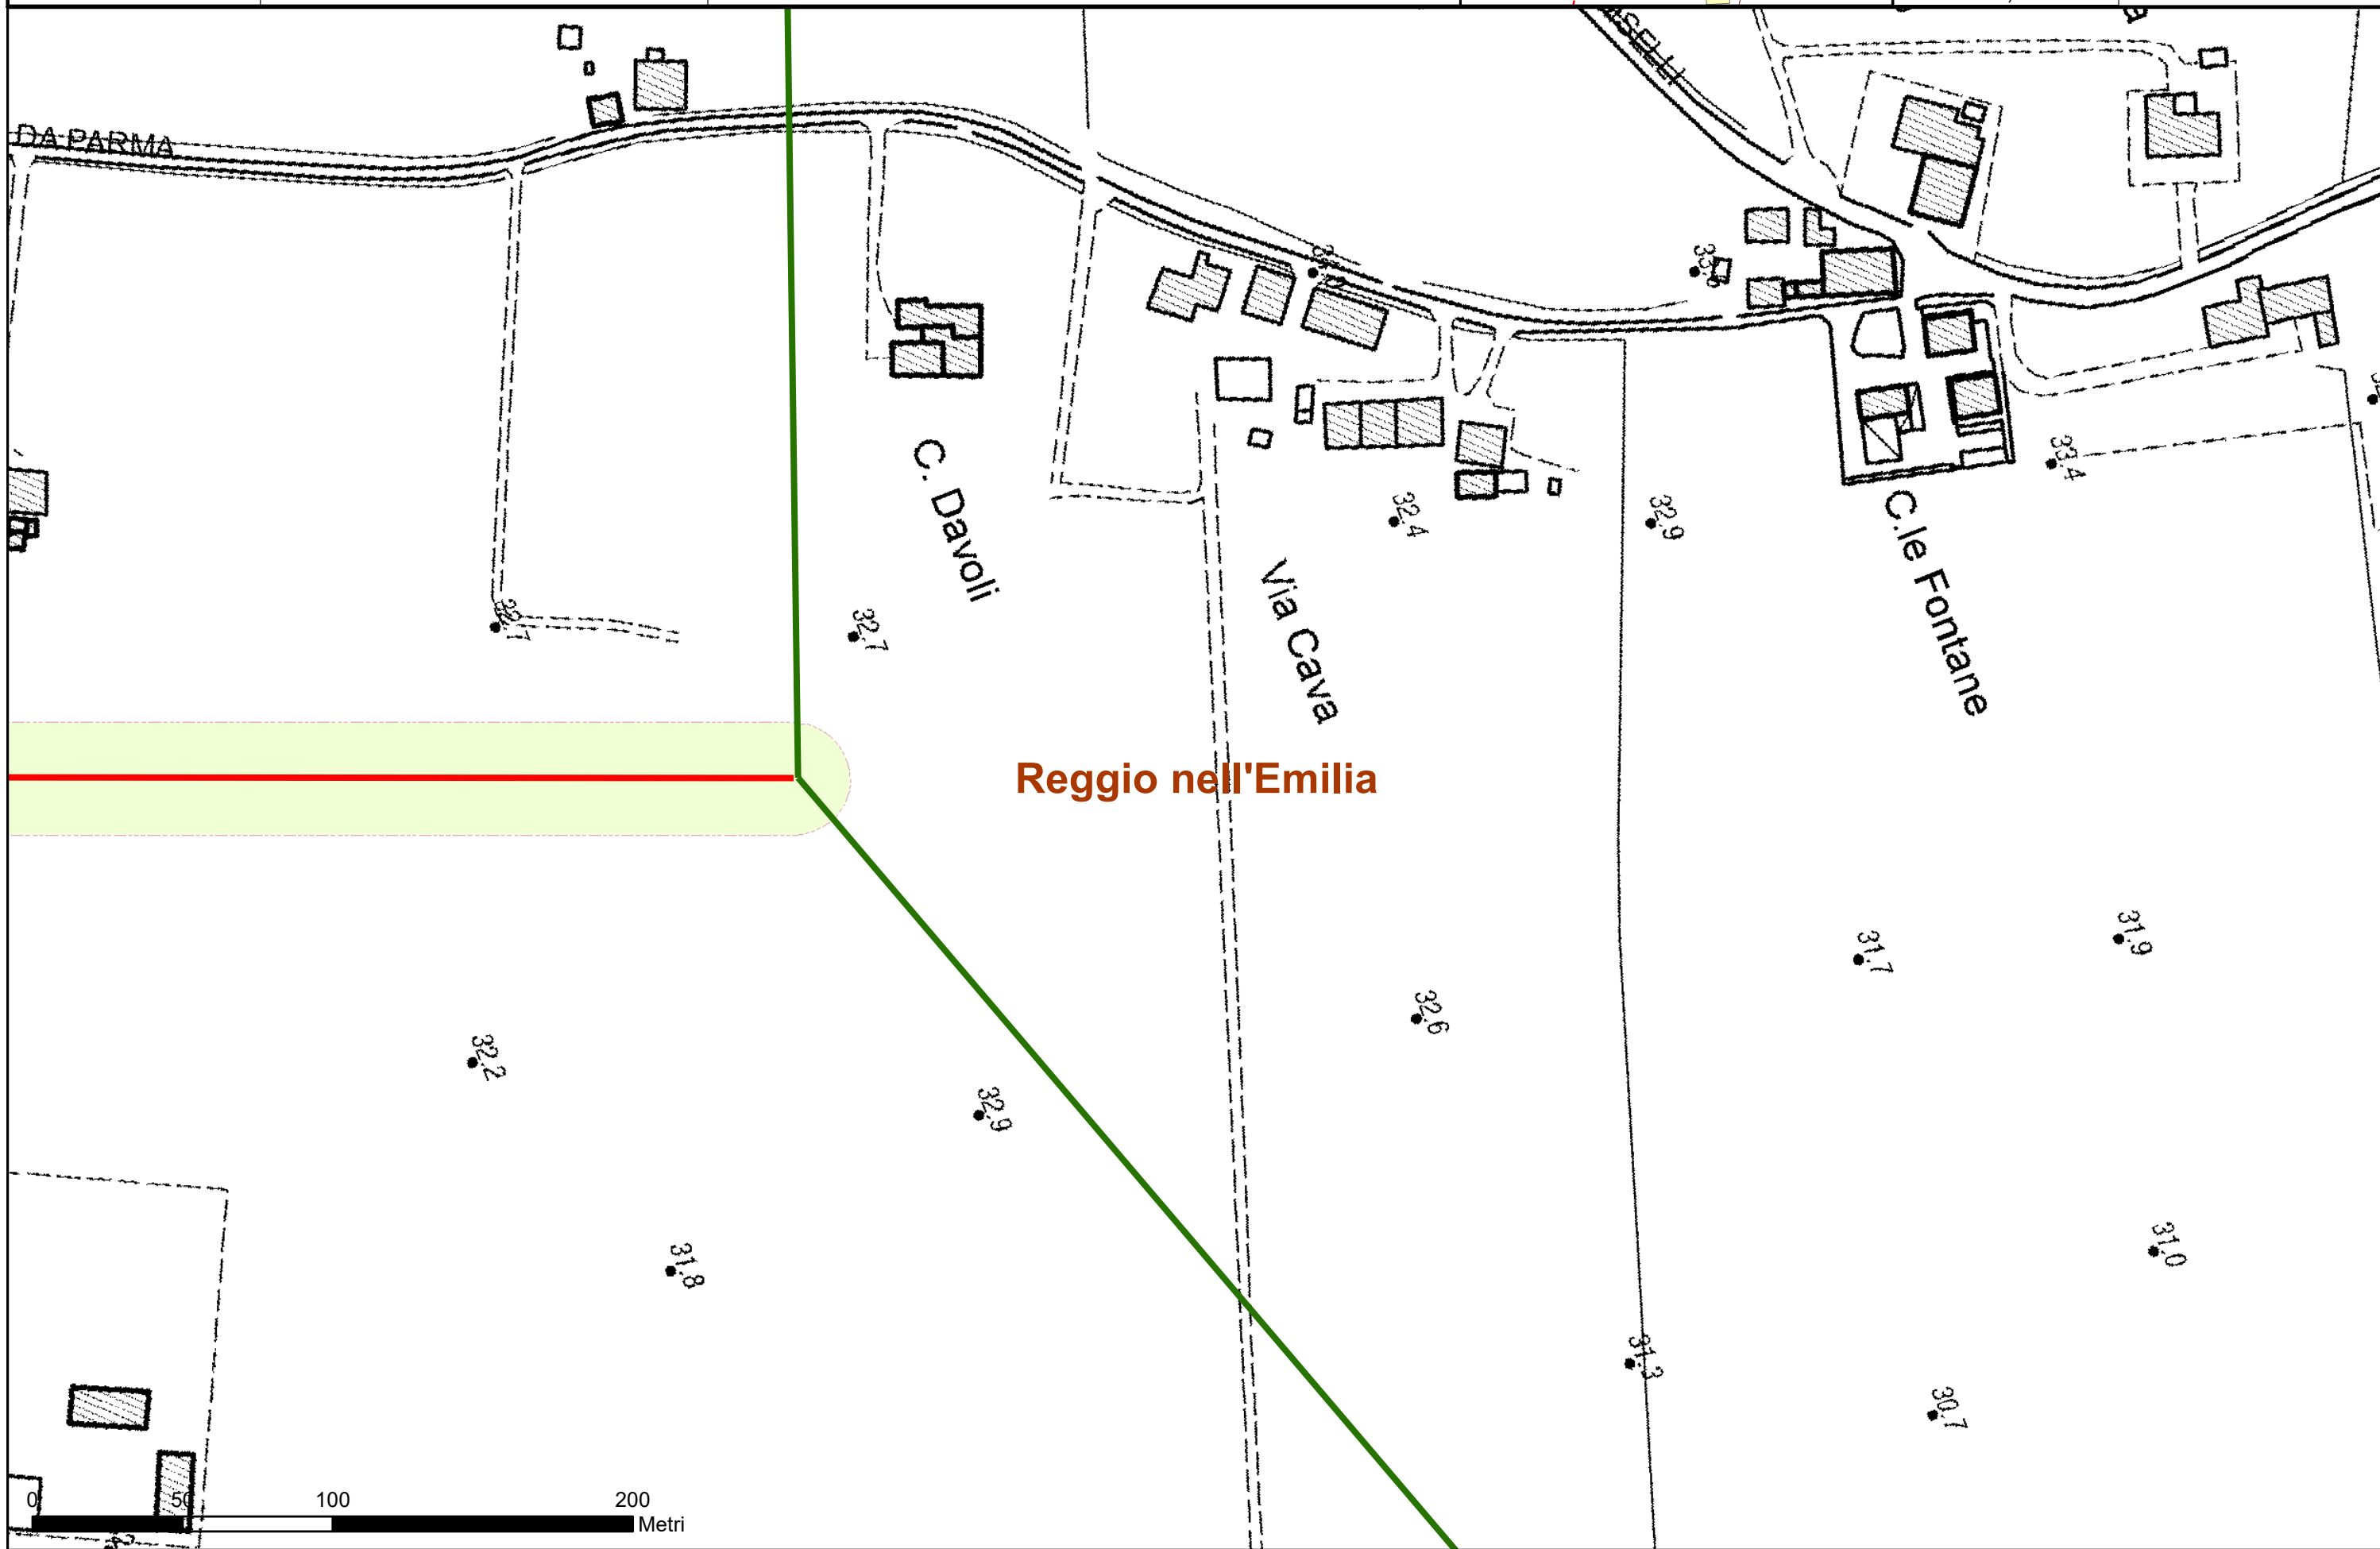 DA PARMA
C. Davoli
32.4
32.9
33.4
C.le Fontane
Via Cava
32.7
Reggio nell'Emilia
31.9
31.7
32.6
32.2
32.9
31.0
31.8
31.3
30.7
0 50 100 200
Metri